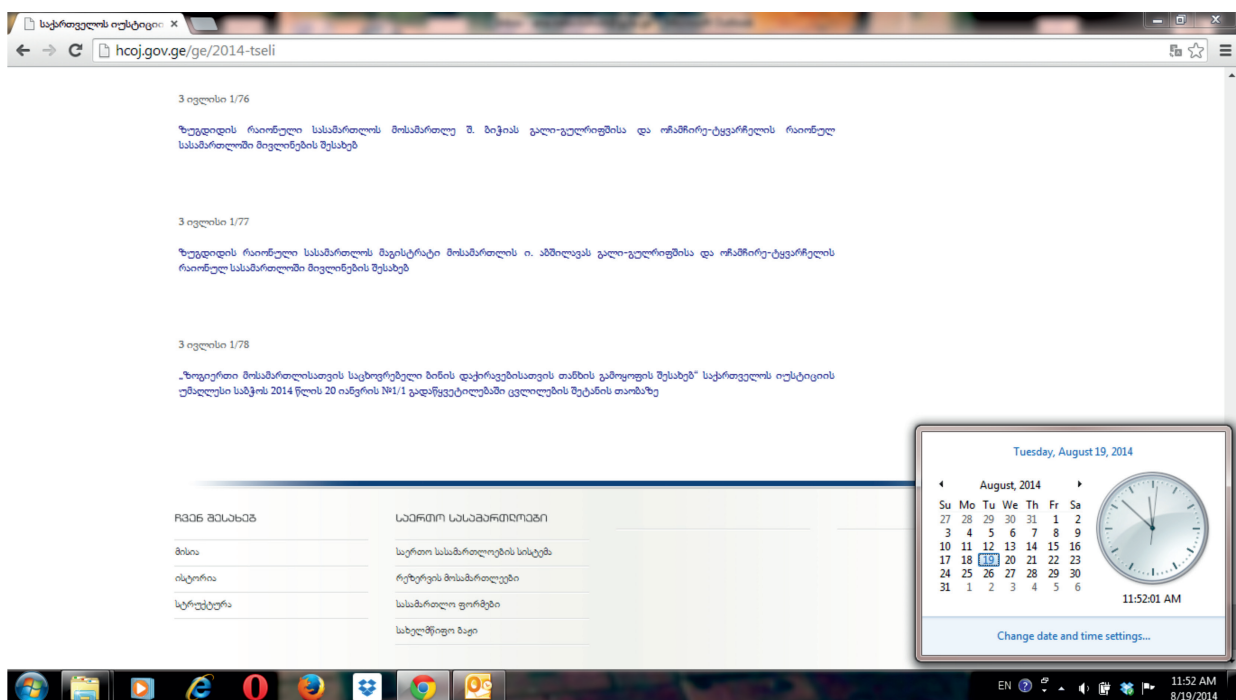 საქართველოს იუსტიციი
hcoj.gov.ge/ge/2014-tseli
3 ივლისი 1/76
ზუგდიდის რაიონული სასამართლოს მოსამართლე შ. ბიჭიას გალი-გულრიფშისა და ოჩამჩირე-ტყვარჩელის რაიონულ
სასამართლოში მივლინების შესახებ
3 ივლისი 1/77
ზუგდიდის რაიონული სასამართლოს მაგისტრატი მოსამართლის ი. აბშილავას გალი-გულრიფშისა და ოჩამჩირე-ტყვარჩელის
რაიონულ სასამართლოში მივლინების შესახებ
3 ივლისი 1/78
„ზოგიერთი მოსამართლისათვის საცხოვრებელი ბინის დაქირავებისათვის თანხის გამოყოფის შესახებ“ საქართველოს იუსტიციის
უმაღლესი საბჭოს 2014 წლის 20 იანვრის №1/1 გადაწყვეტილებაში ცვლილების შეტანის თაობაზე
ჩვენ შესახებ
მისია
ისტორია
სტრუქტურა
საერთო სასამართლოები
საერთო სასამართლოების სისტემა
რეზერვის მოსამართლეები
სასამართლო ფორმები
სახელმწიფო ბაჟი
Tuesday, August 19, 2014
August, 2014
Su Mo Tu We Th Fr Sa
27 28 29 30 31 1 2
3 4 5 6 7 8 9
10 11 12 13 14 15 16
17 18 19 20 21 22 23
24 25 26 27 28 29 30
31 1 2 3 4 5 6
11:52:01 AM
Change date and time settings...
EN
11:52 AM
8/19/2014